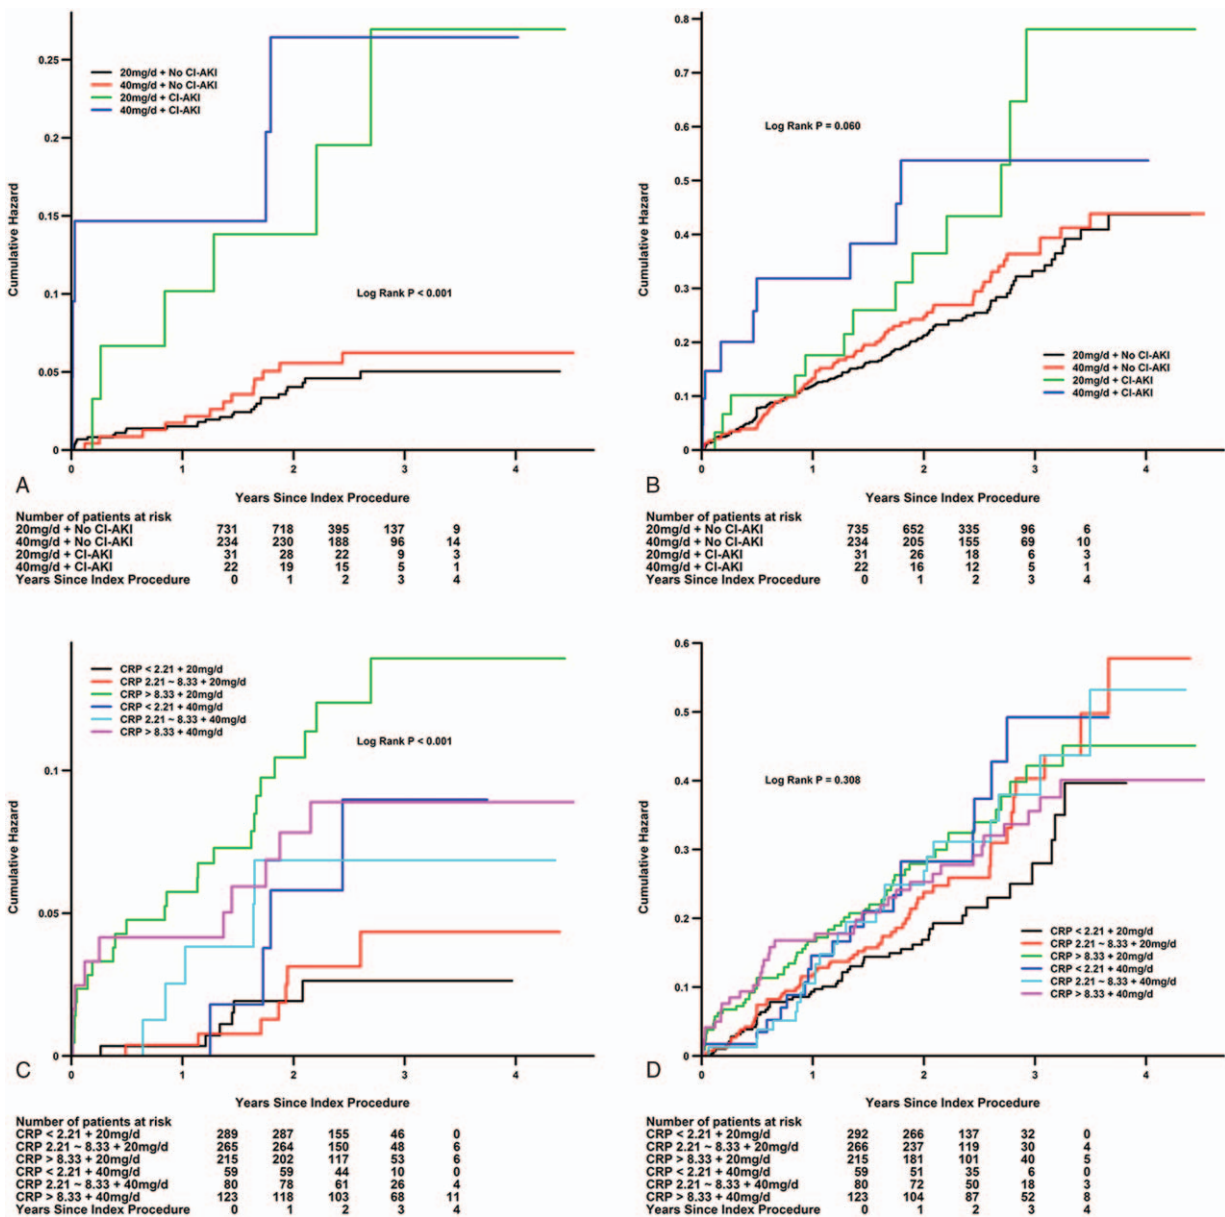 0.25
0.2
0.15
0.1
0.05
0
Cumulative Hazard
20mg/d + No CI-AKI
40mg/d + No CI-AKI
20mg/d + CI-AKI
40mg/d + CI-AKI
Log Rank P < 0.001
0 1 2 3 4
A
Years Since Index Procedure
Number of patients at risk
20mg/d + No CI-AKI 731 718 395 137 9
40mg/d + No CI-AKI 234 230 188 96 14
20mg/d + CI-AKI 31 28 22 9 3
40mg/d + CI-AKI 22 19 15 5 1
Years Since Index Procedure 0 1 2 3 4
0.8
0.7
0.6
0.5
0.4
0.3
0.2
0.1
0
Cumulative Hazard
Log Rank P = 0.060
20mg/d + No CI-AKI
40mg/d + No CI-AKI
20mg/d + CI-AKI
40mg/d + CI-AKI
0 1 2 3 4
B
Years Since Index Procedure
Number of patients at risk
20mg/d + No CI-AKI 735 652 335 96 6
40mg/d + No CI-AKI 234 205 155 69 10
20mg/d + CI-AKI 31 26 18 6 3
40mg/d + CI-AKI 22 16 12 5 1
Years Since Index Procedure 0 1 2 3 4
0.1
0.05
0
Cumulative Hazard
CRP < 2.21 + 20mg/d
CRP 2.21 ~ 8.33 + 20mg/d
CRP > 8.33 + 20mg/d
CRP < 2.21 + 40mg/d
CRP 2.21 ~ 8.33 + 40mg/d
CRP > 8.33 + 40mg/d
Log Rank P < 0.001
0 1 2 3 4
C
Years Since Index Procedure
Number of patients at risk
CRP < 2.21 + 20mg/d 289 287 155 46 0
CRP 2.21 ~ 8.33 + 20mg/d 265 264 150 48 6
CRP > 8.33 + 20mg/d 215 202 117 53 6
CRP < 2.21 + 40mg/d 59 59 44 10 0
CRP 2.21 ~ 8.33 + 40mg/d 80 78 61 26 4
CRP > 8.33 + 40mg/d 123 118 103 68 11
Years Since Index Procedure 0 1 2 3 4
0.6
0.5
0.4
0.3
0.2
0.1
0
Cumulative Hazard
Log Rank P = 0.308
CRP < 2.21 + 20mg/d
CRP 2.21 ~ 8.33 + 20mg/d
CRP > 8.33 + 20mg/d
CRP < 2.21 + 40mg/d
CRP 2.21 ~ 8.33 + 40mg/d
CRP > 8.33 + 40mg/d
0 1 2 3 4
D
Years Since Index Procedure
Number of patients at risk
CRP < 2.21 + 20mg/d 292 266 137 32 0
CRP 2.21 ~ 8.33 + 20mg/d 266 237 119 30 4
CRP > 8.33 + 20mg/d 215 181 101 40 5
CRP < 2.21 + 40mg/d 59 51 35 6 0
CRP 2.21 ~ 8.33 + 40mg/d 80 72 50 18 3
CRP > 8.33 + 40mg/d 123 104 87 52 8
Years Since Index Procedure 0 1 2 3 4